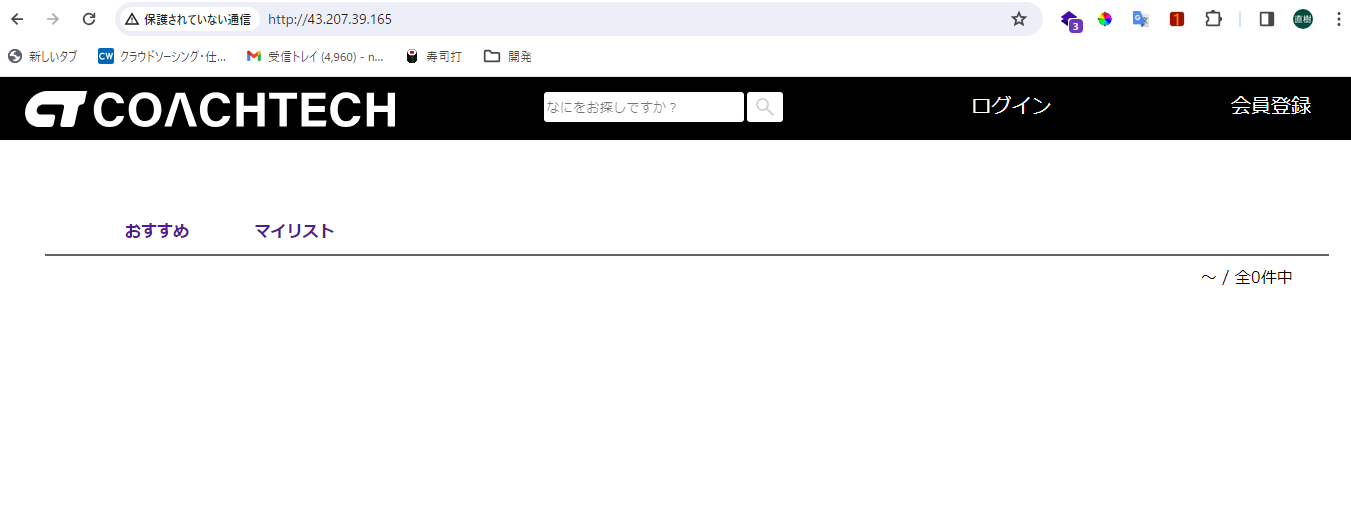 保護されていない通信 http://43.207.39.165
3
1
直樹
新しいタブ CW クラウドソーシング・仕... 受信トレイ (4,960) - n... 寿司打 開発
CT COACHTECH なにをお探しですか？ ログイン 会員登録
おすすめ マイリスト
～ / 全0件中